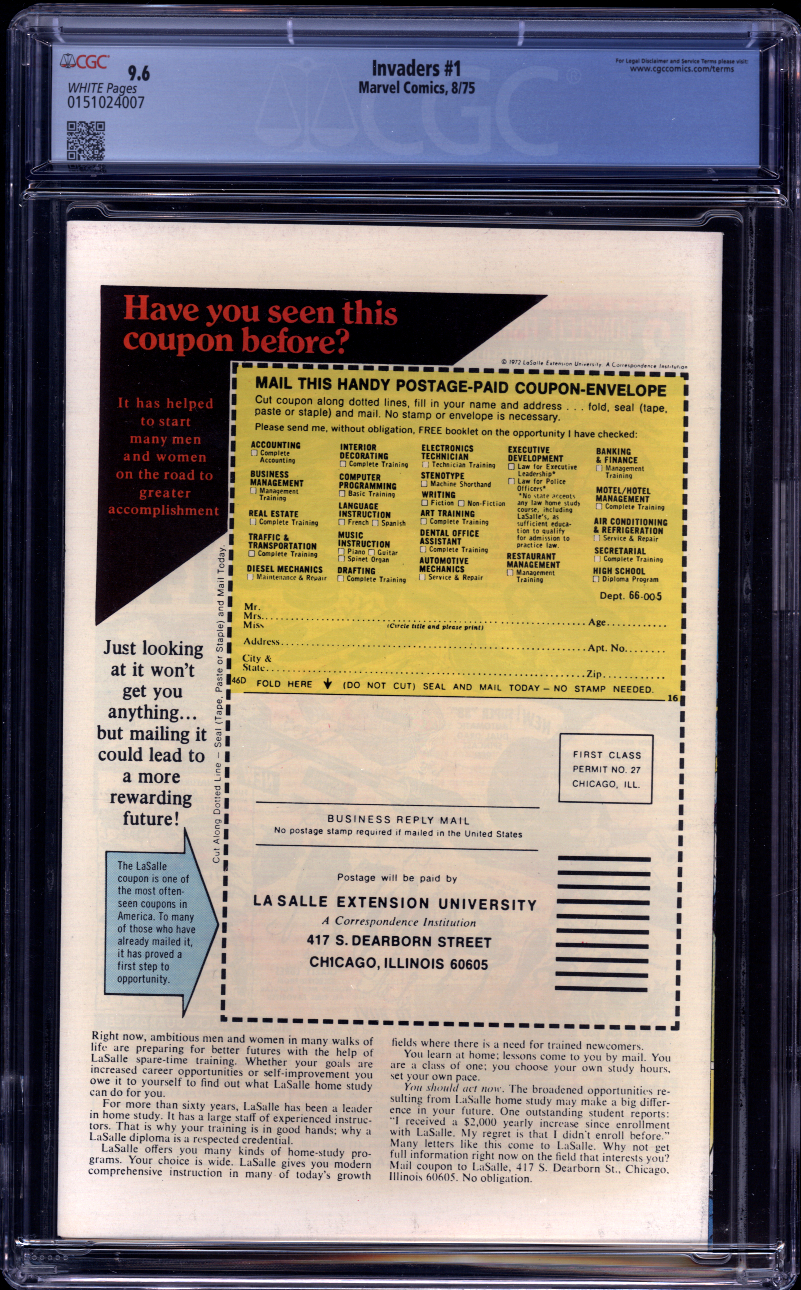 CGC
9.6
WHITE Pages
0151024007
Invaders #1
Marvel Comics, 8/75
For Legal Disclaimer and Service Terms please visit:
www.cgccomics.com/terms
CGC
Have you seen this
coupon before?
It has helped
to start
many men
and women
on the road to
greater
accomplishment
© 1972 LaSalle Extension University A Correspondence Institution
MAIL THIS HANDY POSTAGE-PAID COUPON-ENVELOPE
Cut coupon along dotted lines, fill in your name and address . . . fold, seal (tape,
paste or staple) and mail. No stamp or envelope is necessary.
Please send me, without obligation, FREE booklet on the opportunity I have checked:
ACCOUNTING
Complete
Accounting
BUSINESS
MANAGEMENT
Management
Training
REAL ESTATE
Complete Training
TRAFFIC &
TRANSPORTATION
Complete Training
DIESEL MECHANICS
Maintenance & Repair
INTERIOR
DECORATING
Complete Training
COMPUTER
PROGRAMMING
Basic Training
LANGUAGE
INSTRUCTION
French Spanish
MUSIC
INSTRUCTION
Piano Guitar
Spinet Organ
DRAFTING
Complete Training
ELECTRONICS
TECHNICIAN
Technician Training
STENOTYPE
Machine Shorthand
WRITING
Fiction Non-Fiction
ART TRAINING
Complete Training
DENTAL OFFICE
ASSISTANT
Complete Training
AUTOMOTIVE
MECHANICS
Service & Repair
EXECUTIVE
DEVELOPMENT
Law for Executive
Leadership*
Law for Police
Officers*
*No state accepts
any law home study
course, including
LaSalle's, as
sufficient educa-
tion to qualify
for admission to
practice law.
RESTAURANT
MANAGEMENT
Management
Training
BANKING
& FINANCE
Management
Training
MOTEL/HOTEL
MANAGEMENT
Complete Training
AIR CONDITIONING
& REFRIGERATION
Service & Repair
SECRETARIAL
Complete Training
HIGH SCHOOL
Diploma Program
Dept. 66-005
Mr.
Mrs.
Miss
(Circle title and please print)
Age
Address
Apt. No.
City &
State
Zip
46D FOLD HERE (DO NOT CUT) SEAL AND MAIL TODAY – NO STAMP NEEDED.
16
Cut Along Dotted Line — Seal (Tape, Paste or Staple) and Mail Today
Just looking
at it won't
get you
anything...
but mailing it
could lead to
a more
rewarding
future!
The LaSalle
coupon is one of
the most often-
seen coupons in
America. To many
of those who have
already mailed it,
it has proved a
first step to
opportunity.
FIRST CLASS
PERMIT NO. 27
CHICAGO, ILL.
BUSINESS REPLY MAIL
No postage stamp required if mailed in the United States
Postage will be paid by
LA SALLE EXTENSION UNIVERSITY
A Correspondence Institution
417 S. DEARBORN STREET
CHICAGO, ILLINOIS 60605
Right now, ambitious men and women in many walks of
life are preparing for better futures with the help of
LaSalle spare-time training. Whether your goals are
increased career opportunities or self-improvement you
owe it to yourself to find out what LaSalle home study
can do for you.
For more than sixty years, LaSalle has been a leader
in home study. It has a large staff of experienced instruc-
tors. That is why your training is in good hands; why a
LaSalle diploma is a respected credential.
LaSalle offers you many kinds of home-study pro-
grams. Your choice is wide. LaSalle gives you modern
comprehensive instruction in many of today's growth
fields where there is a need for trained newcomers.
You learn at home; lessons come to you by mail. You
are a class of one; you choose your own study hours,
set your own pace.
You should act now. The broadened opportunities re-
sulting from LaSalle home study may make a big differ-
ence in your future. One outstanding student reports:
"I received a $2,000 yearly increase since enrollment
with LaSalle. My regret is that I didn't enroll before."
Many letters like this come to LaSalle. Why not get
full information right now on the field that interests you?
Mail coupon to LaSalle, 417 S. Dearborn St., Chicago,
Illinois 60605. No obligation.